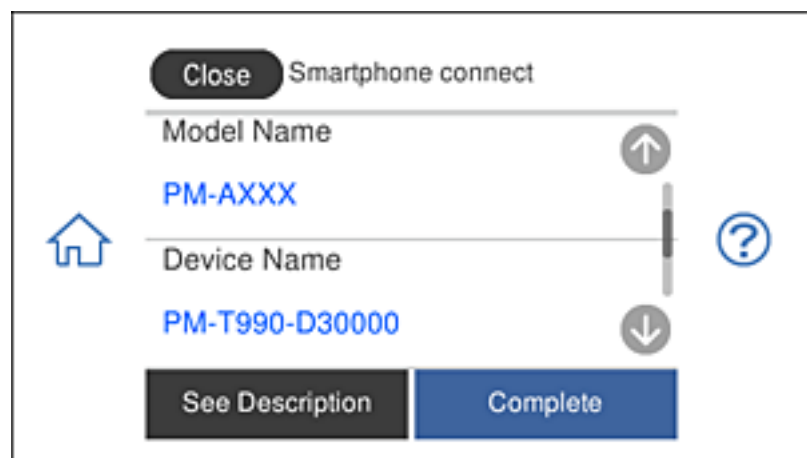 Close Smartphone connect
Model Name
PM-AXXX
Device Name
PM-T990-D30000
See Description Complete